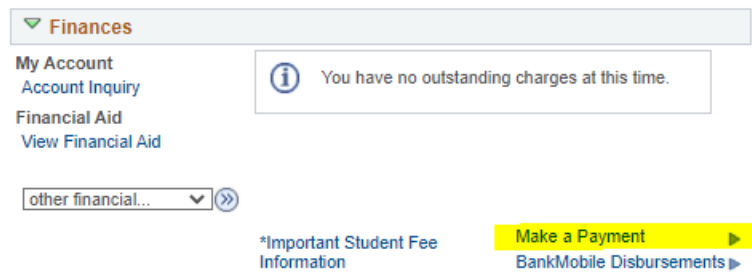 Finances
My Account
Account Inquiry
You have no outstanding charges at this time.
Financial Aid
View Financial Aid
other financial...
*Important Student Fee
Information
Make a Payment
BankMobile Disbursements